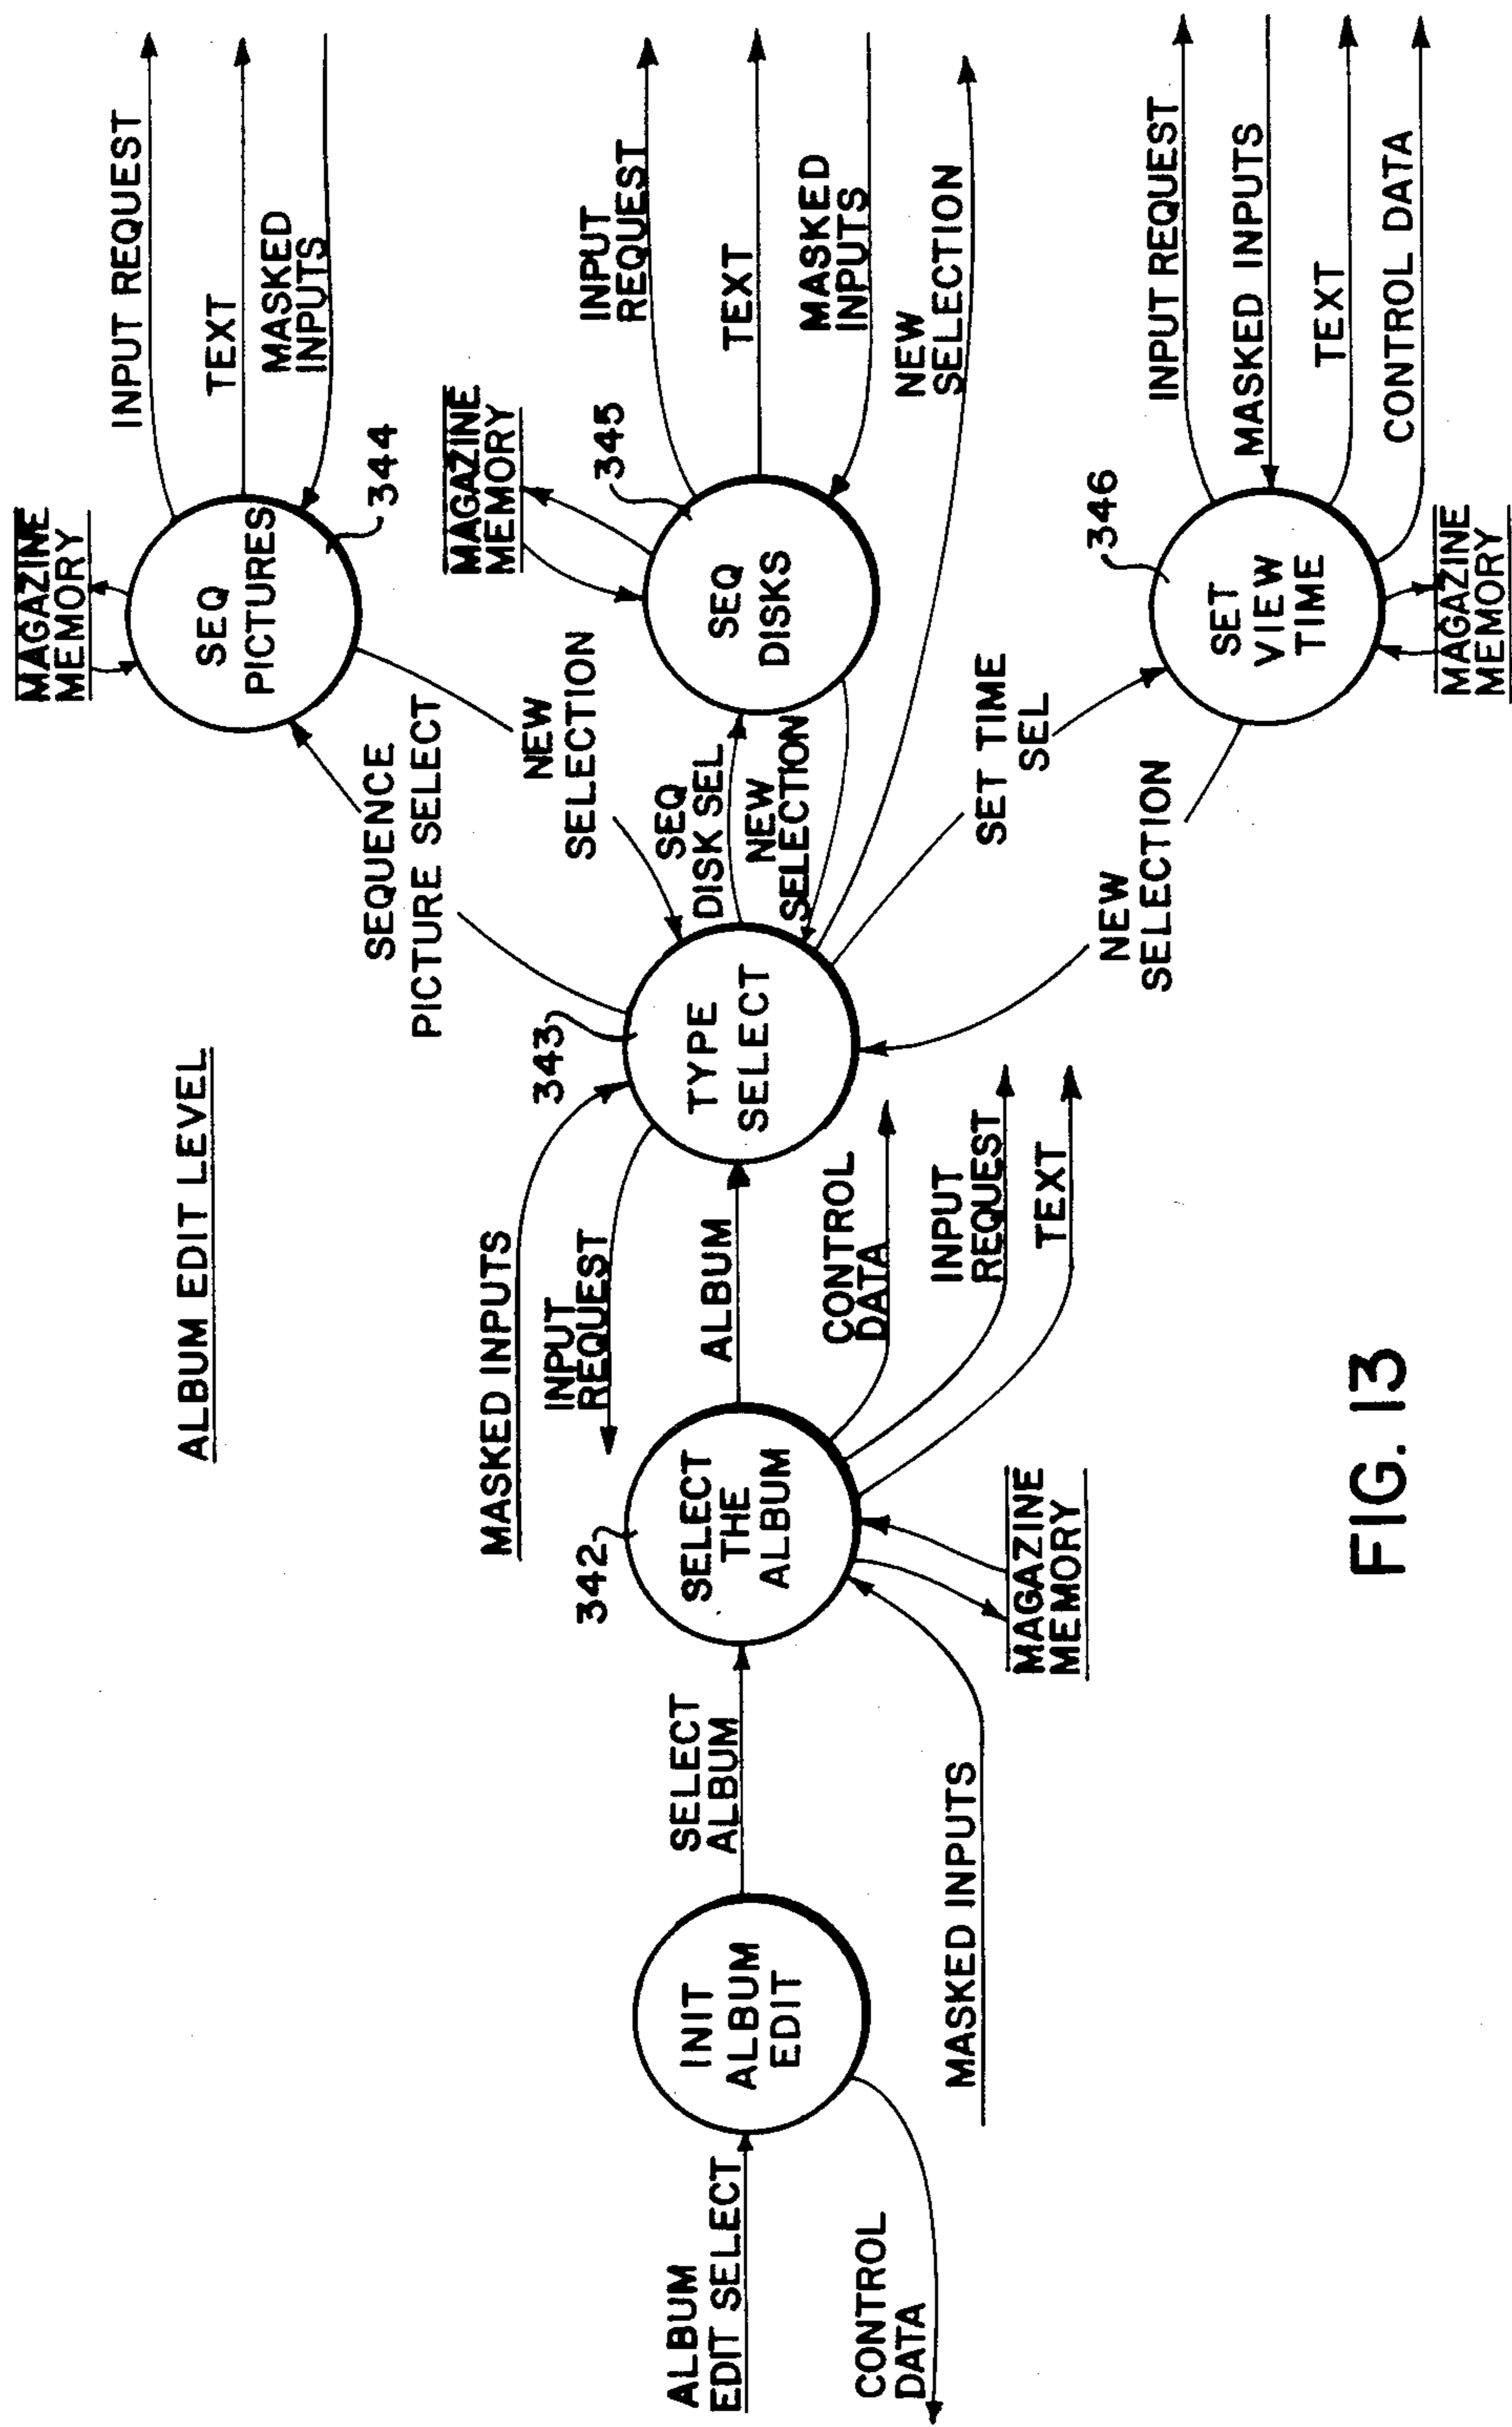 ALBUM EDIT LEVEL
ALBUM
EDIT SELECT
CONTROL
DATA
INIT
ALBUM
EDIT
SELECT
ALBUM
MASKED INPUTS
342
SELECT
THE
ALBUM
MAGAZINE
MEMORY
MASKED INPUTS
INPUT
REQUEST
ALBUM
CONTROL
DATA
INPUT
REQUEST
TEXT
343
TYPE
SELECT
SEQUENCE
PICTURE SELECT
NEW
SELECTION
SEQ
DISK SEL
NEW
SELECTION
SET TIME
SEL
NEW
SELECTION
MAGAZINE
MEMORY
SEQ
PICTURES
344
INPUT REQUEST
TEXT
MASKED
INPUTS
MAGAZINE
MEMORY
345
SEQ
DISKS
INPUT
REQUEST
TEXT
MASKED
INPUTS
NEW
SELECTION
346
SET
VIEW
TIME
MAGAZINE
MEMORY
INPUT REQUEST
MASKED INPUTS
TEXT
CONTROL DATA
FIG. 13